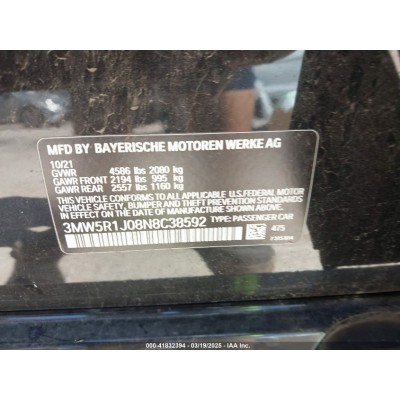 MFD BY BAYERISCHE MOTOREN WERKE AG
10/21
GVWR 4586 lbs 2080 kg
GAWR FRONT 2194 lbs 995 kg
GAWR REAR 2557 lbs 1160 kg
THIS VEHICLE CONFORMS TO ALL APPLICABLE U.S.FEDERAL MOTOR
VEHICLE SAFETY, BUMPER AND THEFT PREVENTION STANDARDS
IN EFFECT ON THE DATE OF MANUFACTURE SHOWN ABOVE.
3MW5R1J08N8C38592
TYPE: PASSENGER CAR
475
000-41832394 - 03/19/2025 - IAA Inc.